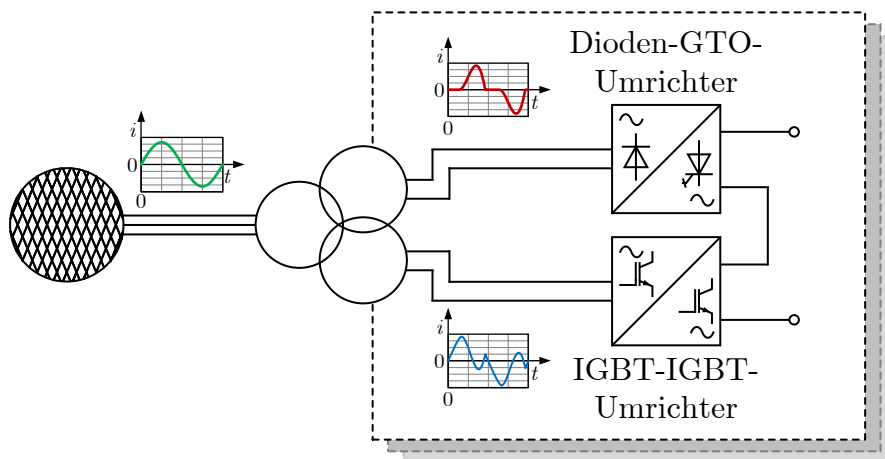 Dioden-GTO-
Umrichter
i
0
t
0
i
0
t
0
i
0
t
0
IGBT-IGBT-
Umrichter